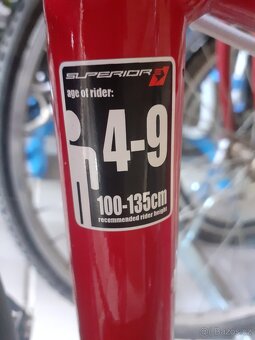 SUPERIOR
age of rider:
4-9
100-135cm
recommended rider height